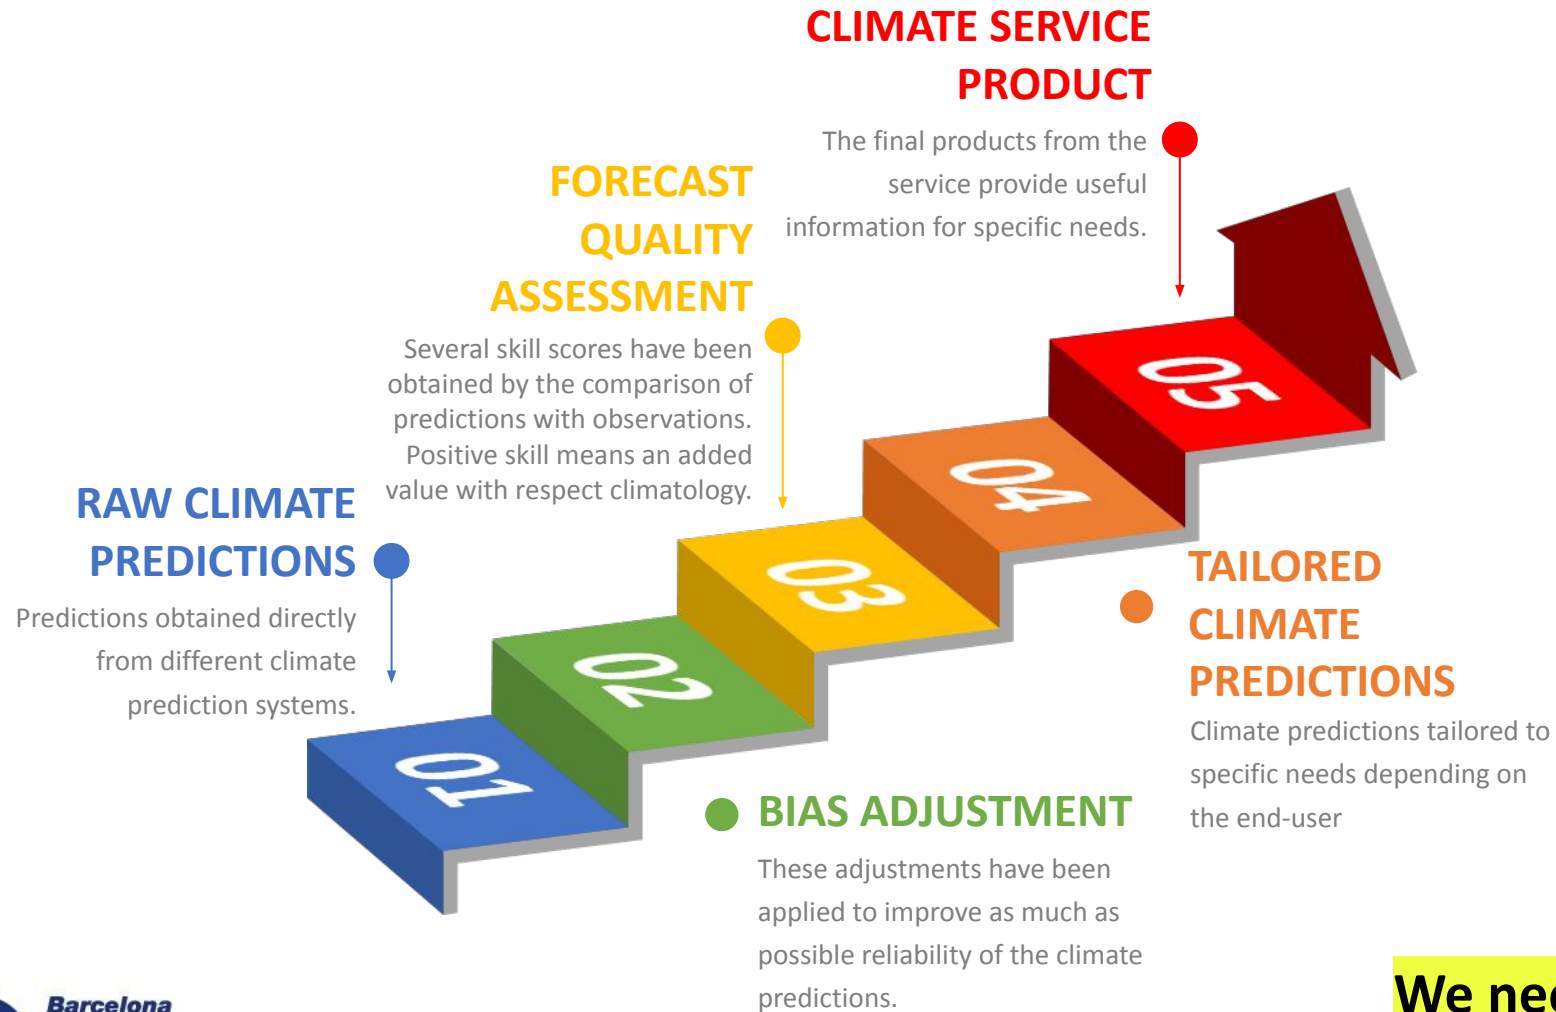 CLIMATE SERVICE
PRODUCT
The final products from the
service provide useful
information for specific needs.
FORECAST
QUALITY
ASSESSMENT
Several skill scores have been
obtained by the comparison of
predictions with observations.
Positive skill means an added
value with respect climatology.
RAW CLIMATE
PREDICTIONS
Predictions obtained directly
from different climate
prediction systems.
01
02
03
04
05
TAILORED
CLIMATE
PREDICTIONS
Climate predictions tailored to
specific needs depending on
the end-user
BIAS ADJUSTMENT
These adjustments have been
applied to improve as much as
possible reliability of the climate
predictions.
Barcelona
We